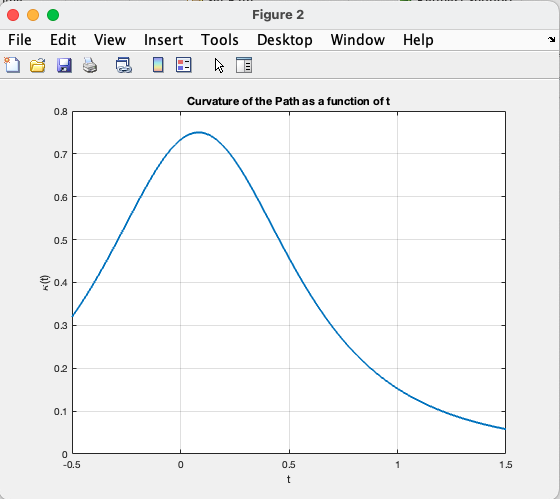 Figure 2
File Edit View Insert Tools Desktop Window Help
Curvature of the Path as a function of t
0.8
0.7
0.6
0.5
0.4
0.3
0.2
0.1
0
κ(t)
-0.5 0 0.5 1 1.5
t